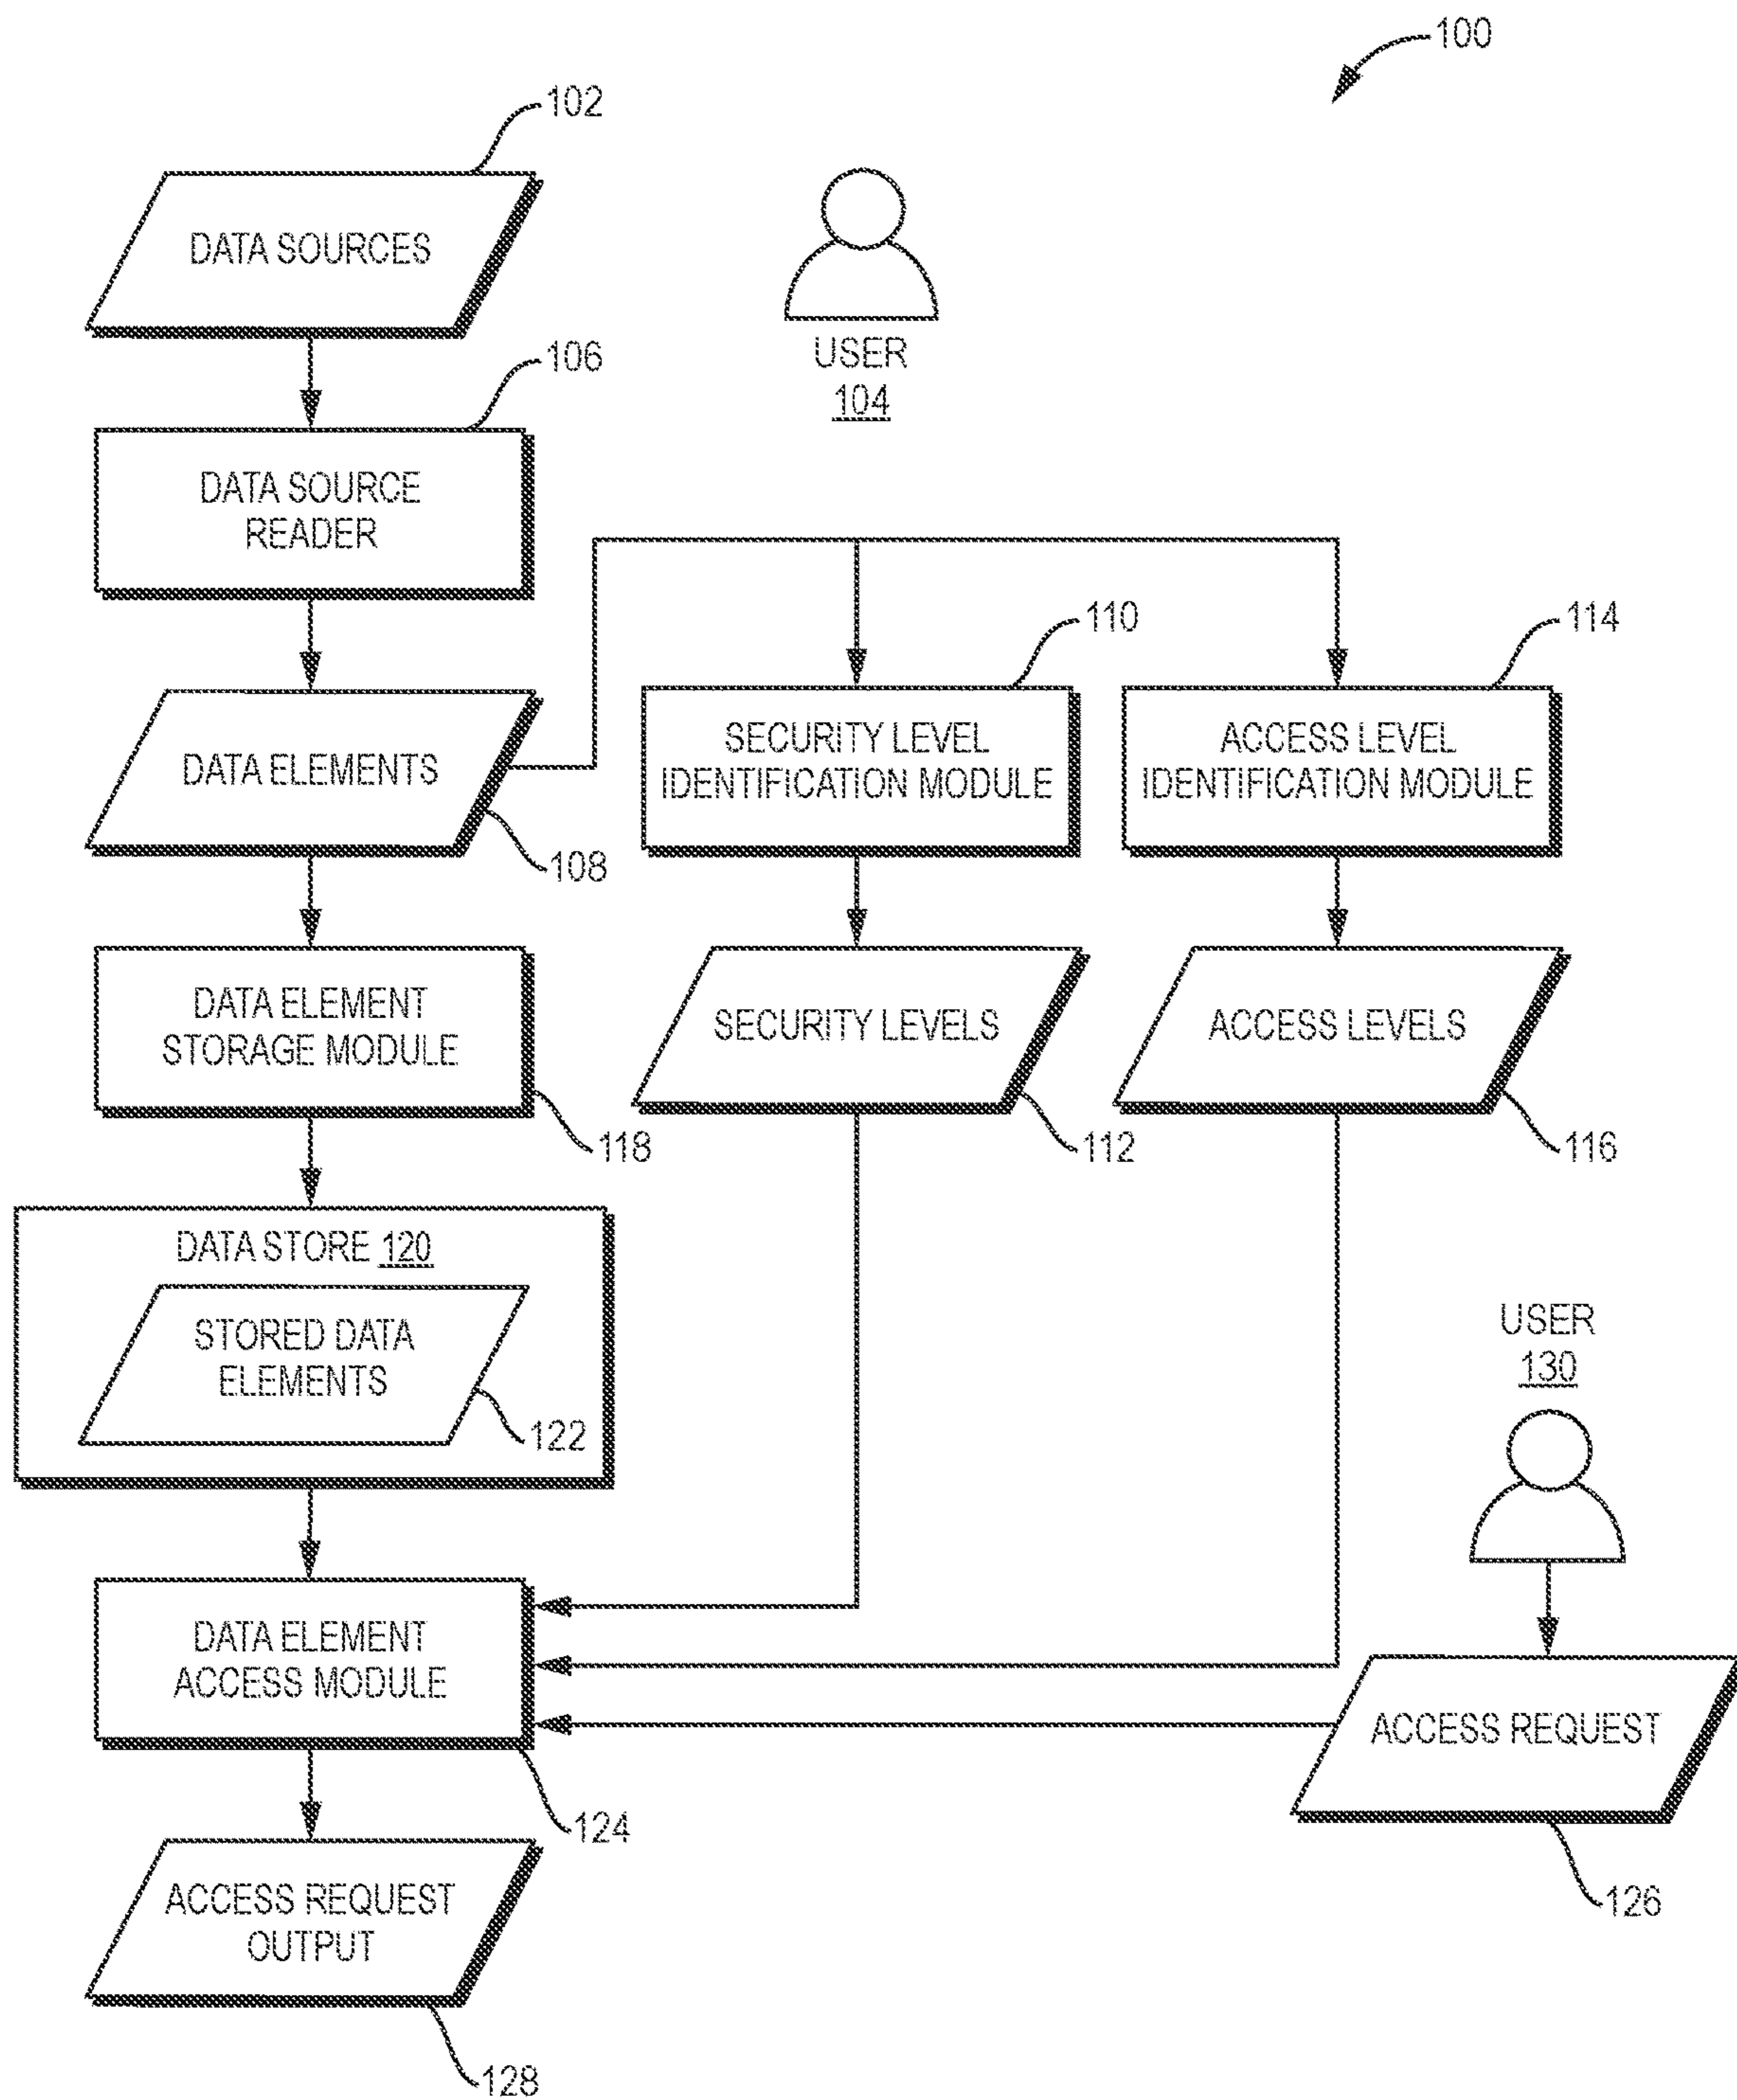 100
102
DATA SOURCES
USER
104
106
DATA SOURCE
READER
110
114
DATA ELEMENTS
108
SECURITY LEVEL
IDENTIFICATION MODULE
ACCESS LEVEL
IDENTIFICATION MODULE
DATA ELEMENT
STORAGE MODULE
118
SECURITY LEVELS
112
ACCESS LEVELS
116
DATA STORE 120
STORED DATA
ELEMENTS
122
USER
130
DATA ELEMENT
ACCESS MODULE
124
ACCESS REQUEST
126
ACCESS REQUEST
OUTPUT
128